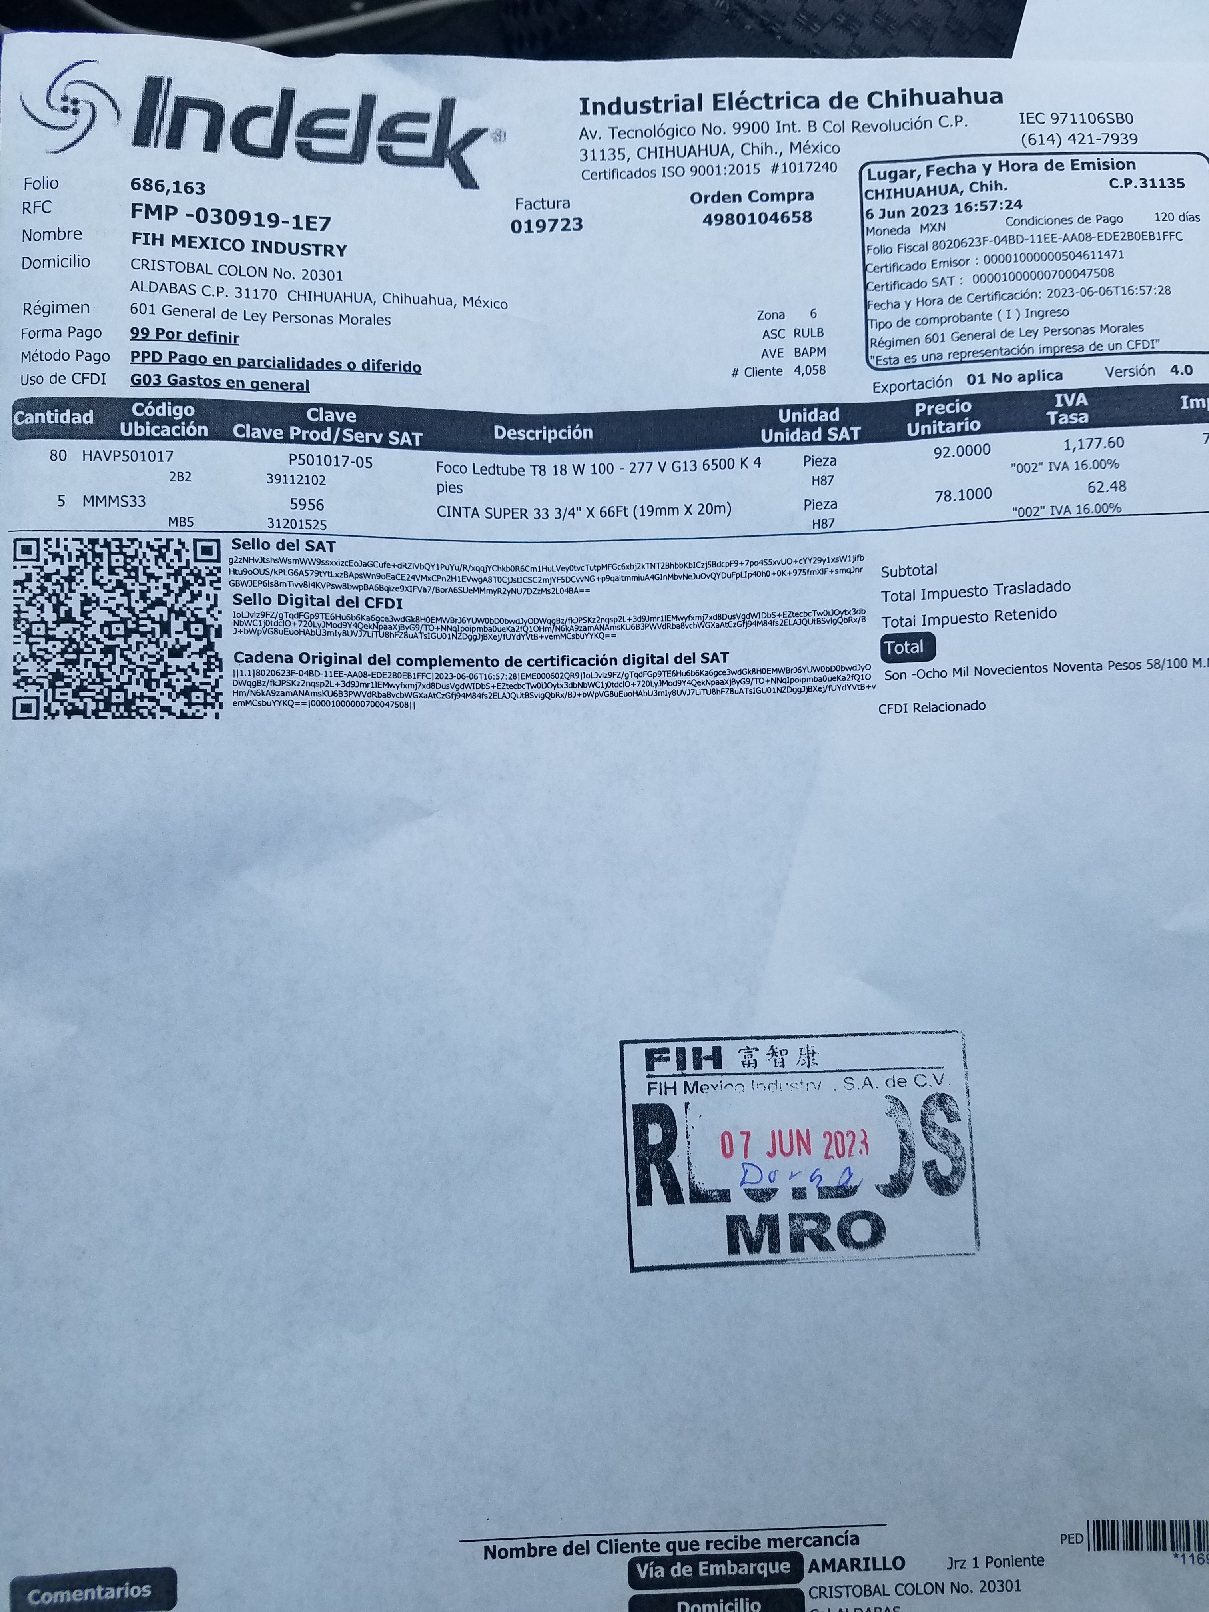 Indelek
Industrial Eléctrica de Chihuahua
Av. Tecnológico No. 9900 Int. B Col Revolución C.P.
31135, CHIHUAHUA, Chih., México
Certificados ISO 9001:2015 #1017240
IEC 971106SB0
(614) 421-7939
Folio 686,163
RFC FMP -030919-1E7
Nombre FIH MEXICO INDUSTRY
Domicilio CRISTOBAL COLON No. 20301
ALDABAS C.P. 31170 CHIHUAHUA, Chihuahua, México
Régimen 601 General de Ley Personas Morales
Forma Pago 99 Por definir
Método Pago PPD Pago en parcialidades o diferido
Uso de CFDI G03 Gastos en general
Factura
019723
Orden Compra
4980104658
Zona 6
ASC RULB
AVE BAPM
# Cliente 4,058
Lugar, Fecha y Hora de Emision
CHIHUAHUA, Chih. C.P.31135
6 Jun 2023 16:57:24
Moneda MXN Condiciones de Pago 120 días
Folio Fiscal 8020623F-04BD-11EE-AA08-EDE2B0EB1FFC
Certificado Emisor : 00001000000504611471
Certificado SAT : 00001000000700047508
Fecha y Hora de Certificación: 2023-06-06T16:57:28
Tipo de comprobante ( I ) Ingreso
Régimen 601 General de Ley Personas Morales
"Esta es una representación impresa de un CFDI"
Exportación 01 No aplica Versión 4.0
Cantidad Código Ubicación Clave Clave Prod/Serv SAT Descripción Unidad Unidad SAT Precio Unitario IVA Tasa
80 HAVP501017 P501017-05 Foco Ledtube T8 18 W 100 - 277 V G13 6500 K 4 Pieza 92.0000 1,177.60
2B2 39112102 pies H87 "002" IVA 16.00%
5 MMMS33 5956 CINTA SUPER 33 3/4" X 66Ft (19mm X 20m) Pieza 78.1000 62.48
MB5 31201525 H87 "002" IVA 16.00%
Sello del SAT
Sello Digital del CFDI
Cadena Original del complemento de certificación digital del SAT
Subtotal
Total Impuesto Trasladado
Total Impuesto Retenido
Total
Son -Ocho Mil Novecientos Noventa Pesos 58/100
CFDI Relacionado
FIH 富智康
FIH Mexico Industry, S.A. de C.V.
07 JUN 2023
MRO
Nombre del Cliente que recibe mercancía
PED
Vía de Embarque AMARILLO Jrz 1 Poniente
Comentarios
Domicilio CRISTOBAL COLON No. 20301